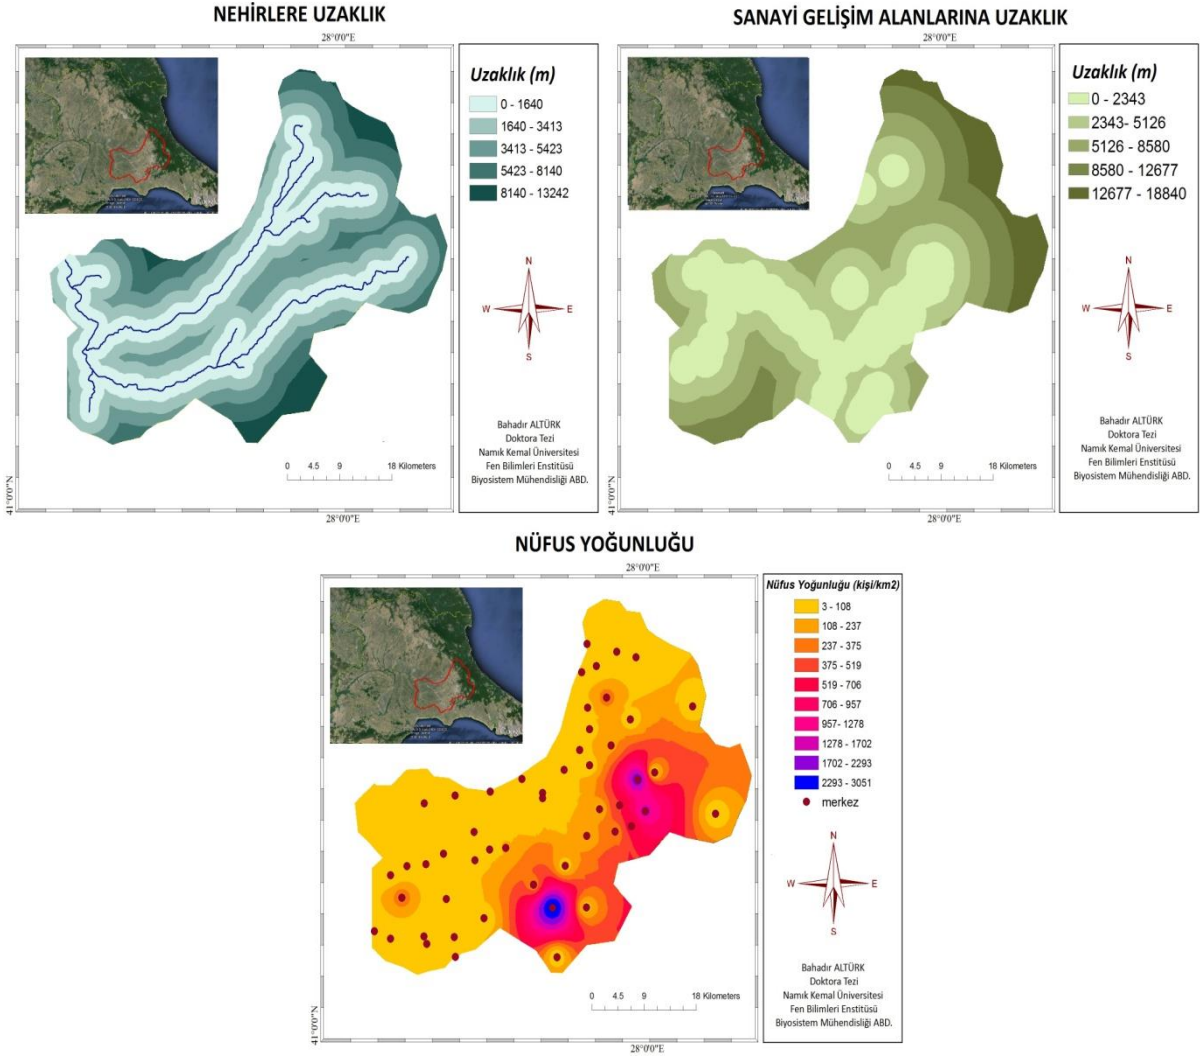 NEHİRLERE UZAKLIK
28°0'0"E
Uzaklık (m)
0 - 1640
1640 - 3413
3413 - 5423
5423 - 8140
8140 - 13242
N
W
E
S
Bahadır ALTÜRK
Doktora Tezi
Namık Kemal Üniversitesi
Fen Bilimleri Enstitüsü
Biyosistem Mühendisliği ABD.
0 4.5 9 18 Kilometers
41°0'0"N
28°0'0"E
SANAYİ GELİŞİM ALANLARINA UZAKLIK
28°0'0"E
Uzaklık (m)
0 - 2343
2343- 5126
5126 - 8580
8580 - 12677
12677 - 18840
N
W
E
S
Bahadır ALTÜRK
Doktora Tezi
Namık Kemal Üniversitesi
Fen Bilimleri Enstitüsü
Biyosistem Mühendisliği ABD.
0 4.5 9 18 Kilometers
41°0'0"N
28°0'0"E
NÜFUS YOĞUNLUĞU
28°0'0"E
Nüfus Yoğunluğu (kişi/km2)
3 - 108
108 - 237
237 - 375
375 - 519
519 - 706
706 - 957
957- 1278
1278 - 1702
1702 - 2293
2293 - 3051
merkez
N
W
E
S
Bahadır ALTÜRK
Doktora Tezi
Namık Kemal Üniversitesi
Fen Bilimleri Enstitüsü
Biyosistem Mühendisliği ABD.
0 4.5 9 18 Kilometers
41°0'0"N
28°0'0"E